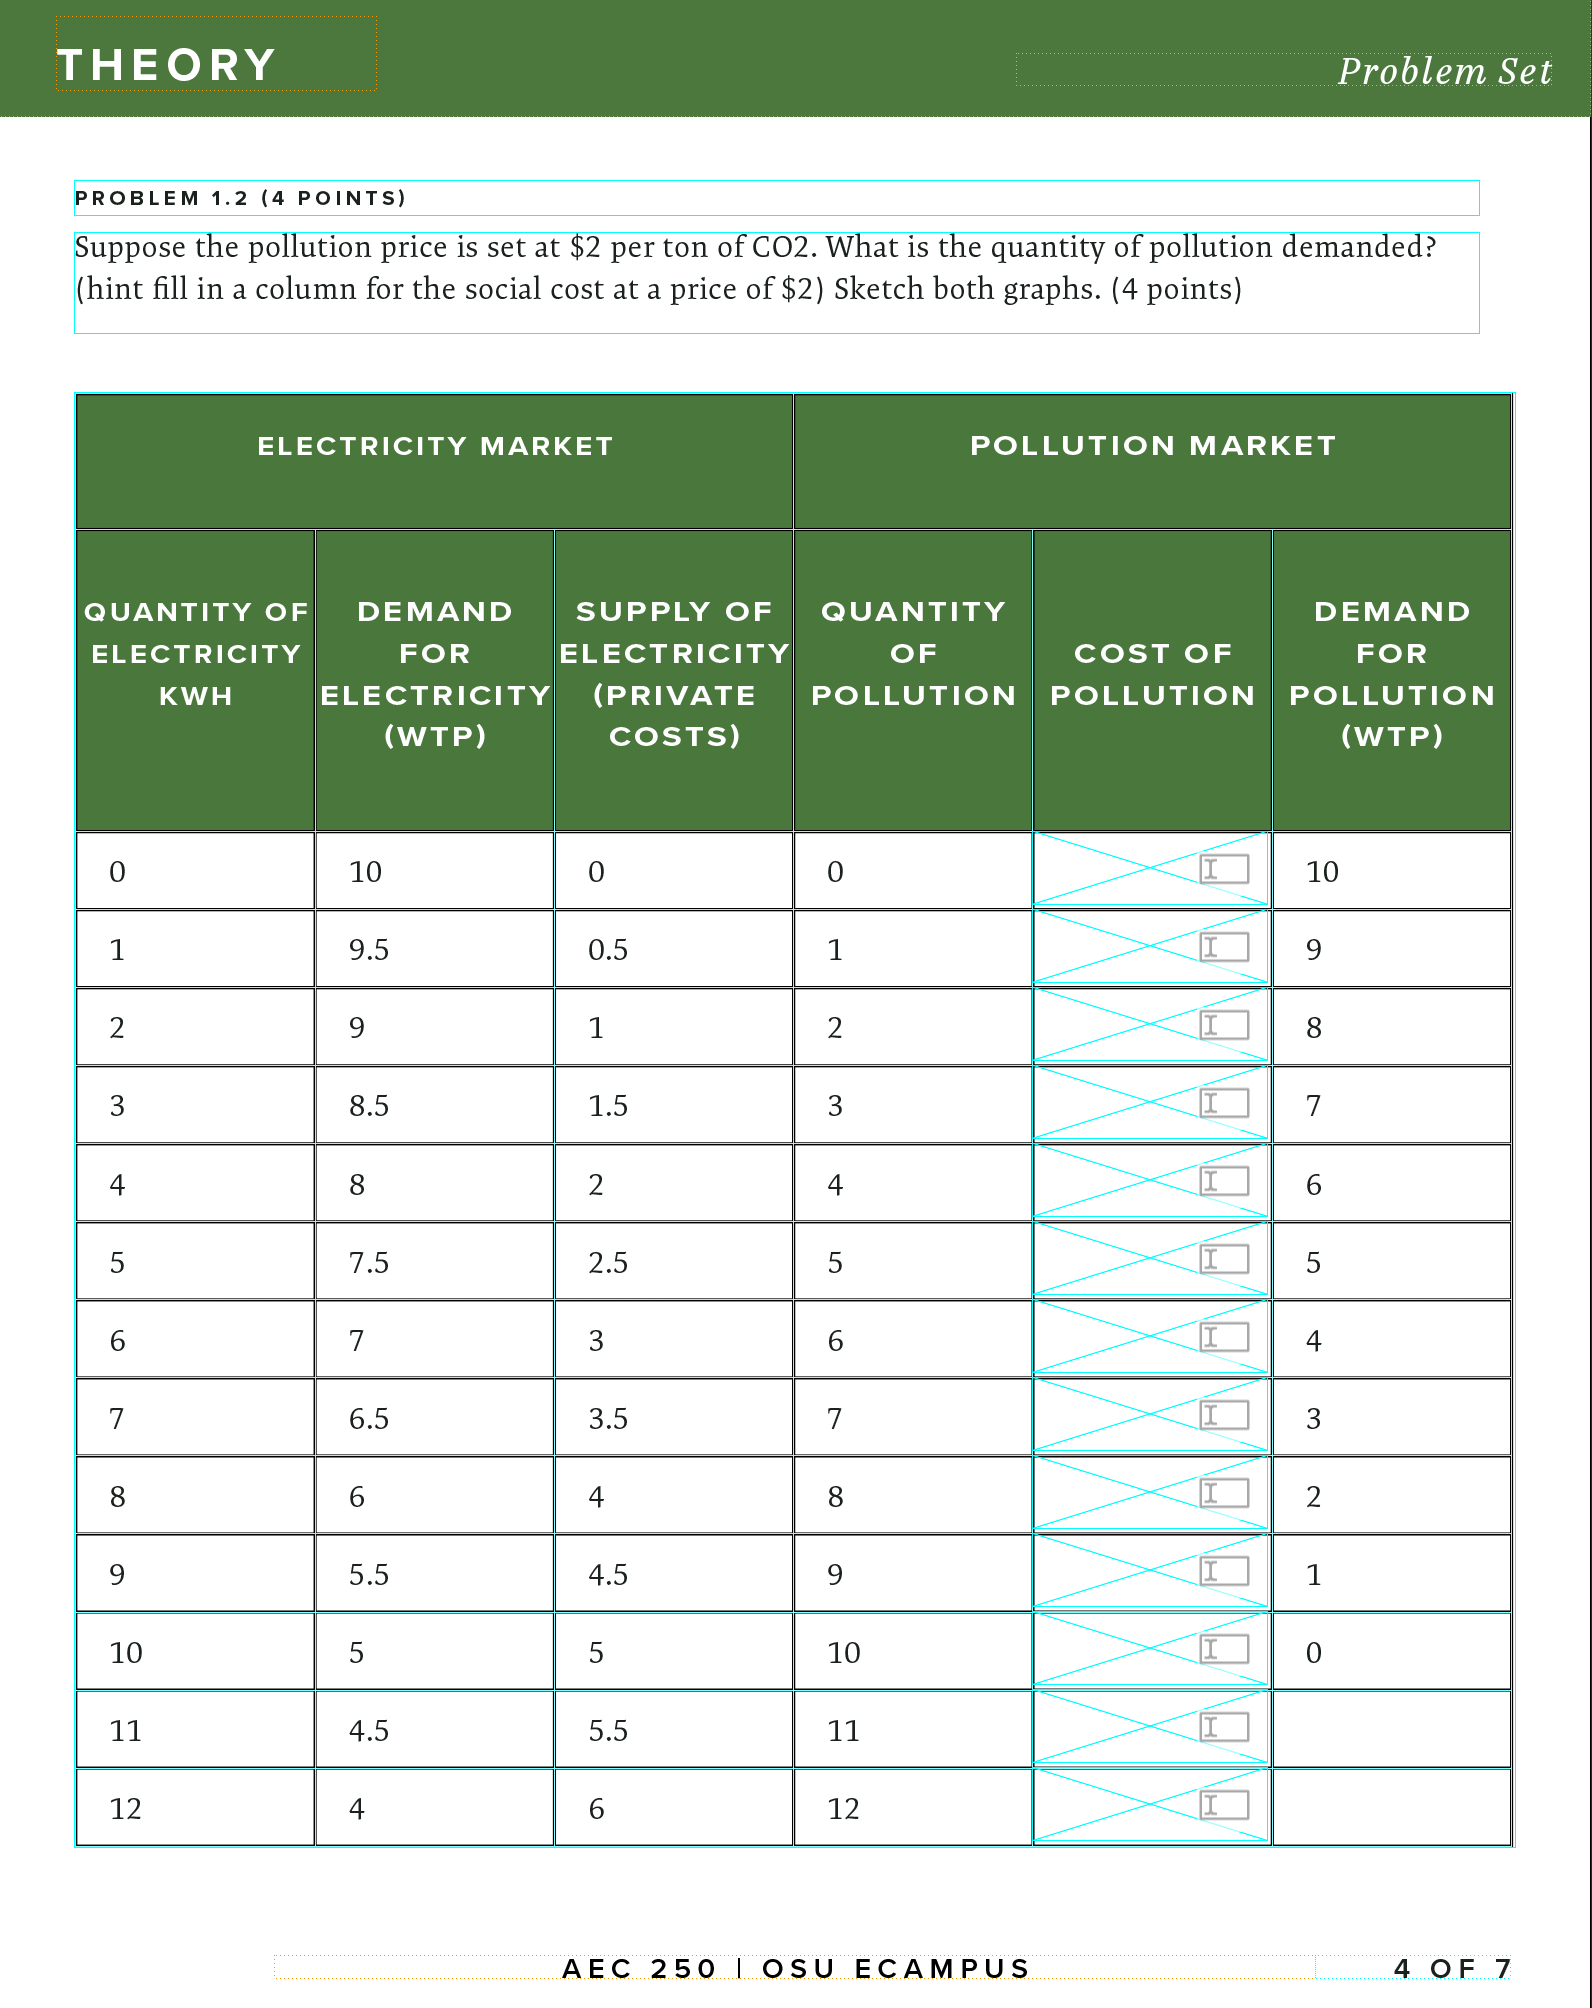 THEORY
Problem Set
PROBLEM 1.2 (4 POINTS)
Suppose the pollution price is set at $2 per ton of CO2. What is the quantity of pollution demanded?
(hint fill in a column for the social cost at a price of $2) Sketch both graphs. (4 points)
ELECTRICITY MARKET POLLUTION MARKET
QUANTITY OF
ELECTRICITY
KWH
DEMAND
FOR
ELECTRICITY
(WTP)
SUPPLY OF
ELECTRICITY
(PRIVATE
COSTS)
QUANTITY
OF
POLLUTION
COST OF
POLLUTION
DEMAND
FOR
POLLUTION
(WTP)
0 10 0 0 10
1 9.5 0.5 1 9
2 9 1 2 8
3 8.5 1.5 3 7
4 8 2 4 6
5 7.5 2.5 5 5
6 7 3 6 4
7 6.5 3.5 7 3
8 6 4 8 2
9 5.5 4.5 9 1
10 5 5 10 0
11 4.5 5.5 11
12 4 6 12
AEC 250 | OSU ECAMPUS 4 OF 7